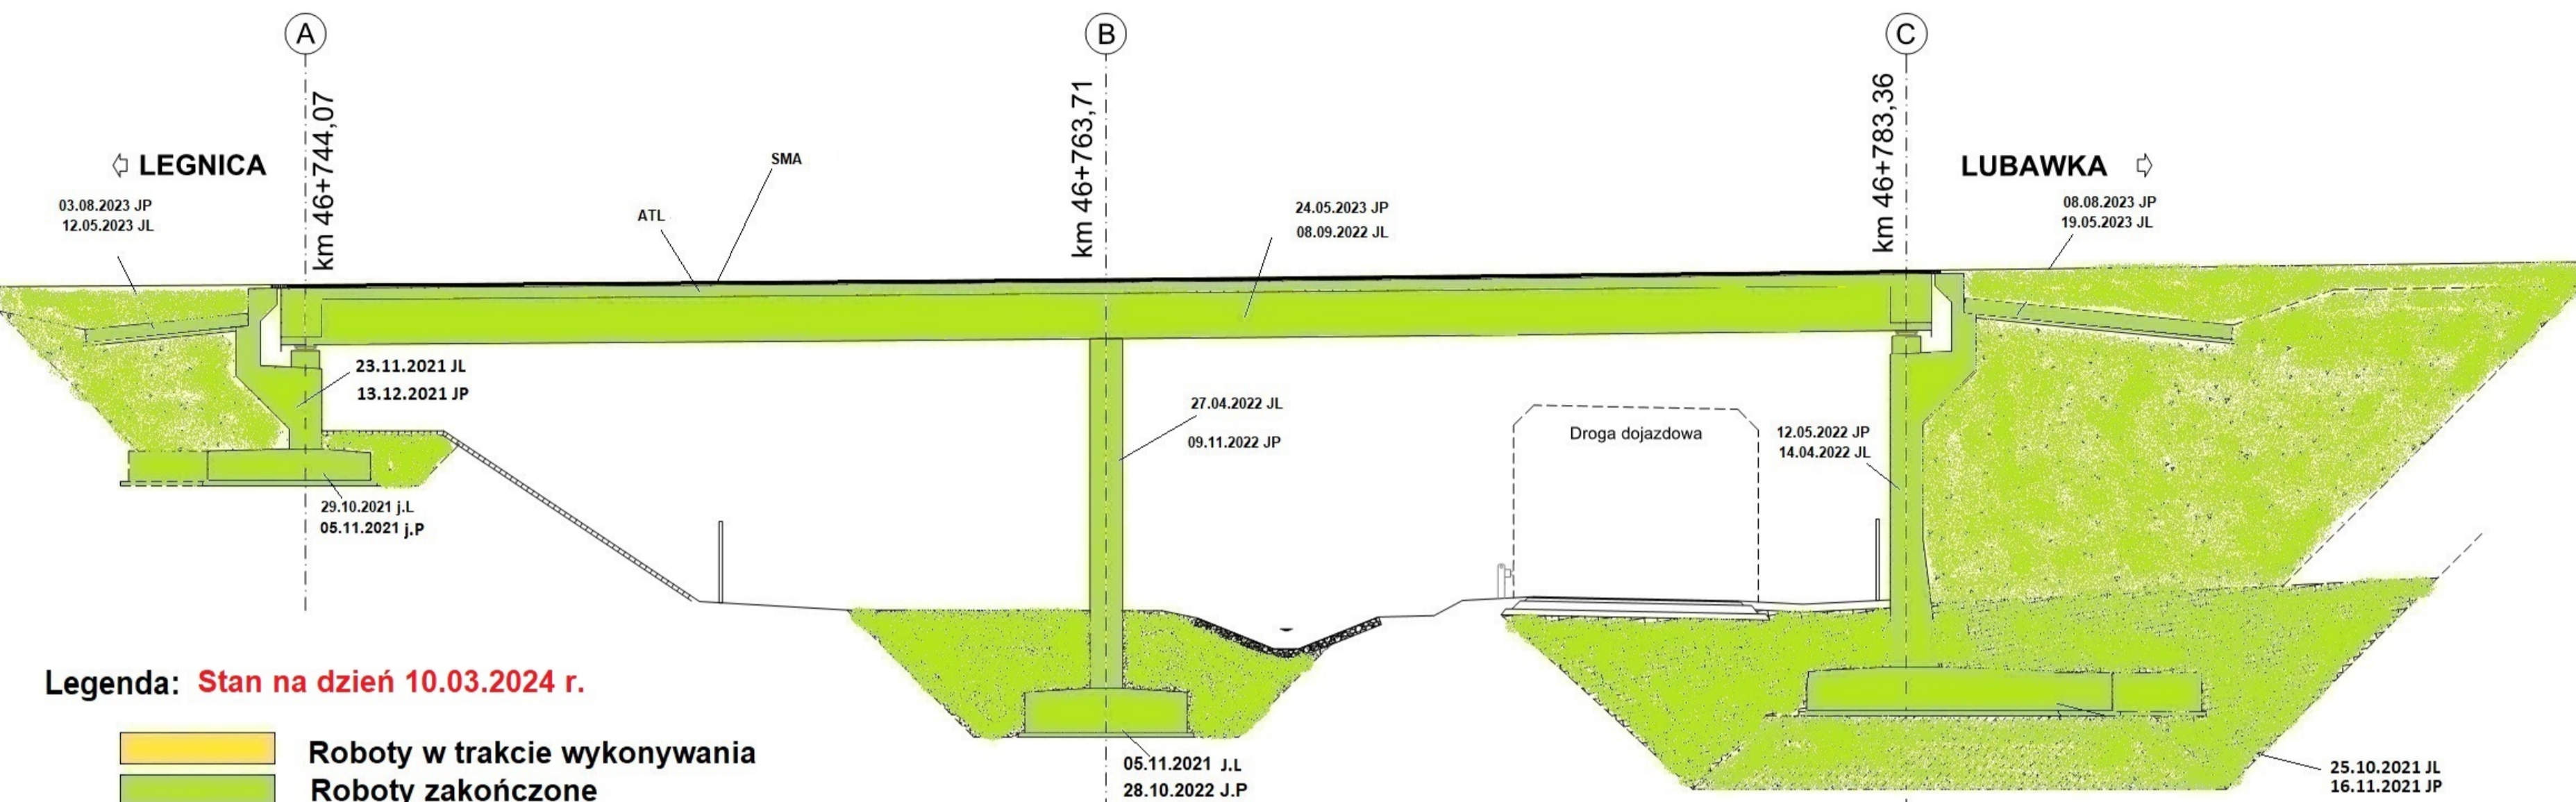 A
B
C
km 46+744,07
km 46+763,71
km 46+783,36
LEGNICA
LUBAWKA
SMA
ATL
03.08.2023 JP
12.05.2023 JL
24.05.2023 JP
08.09.2022 JL
08.08.2023 JP
19.05.2023 JL
23.11.2021 JL
13.12.2021 JP
27.04.2022 JL
09.11.2022 JP
Droga dojazdowa
12.05.2022 JP
14.04.2022 JL
29.10.2021 j.L
05.11.2021 j.P
Legenda: Stan na dzień 10.03.2024 r.
Roboty w trakcie wykonywania
Roboty zakończone
05.11.2021 J.L
28.10.2022 J.P
25.10.2021 JL
16.11.2021 JP